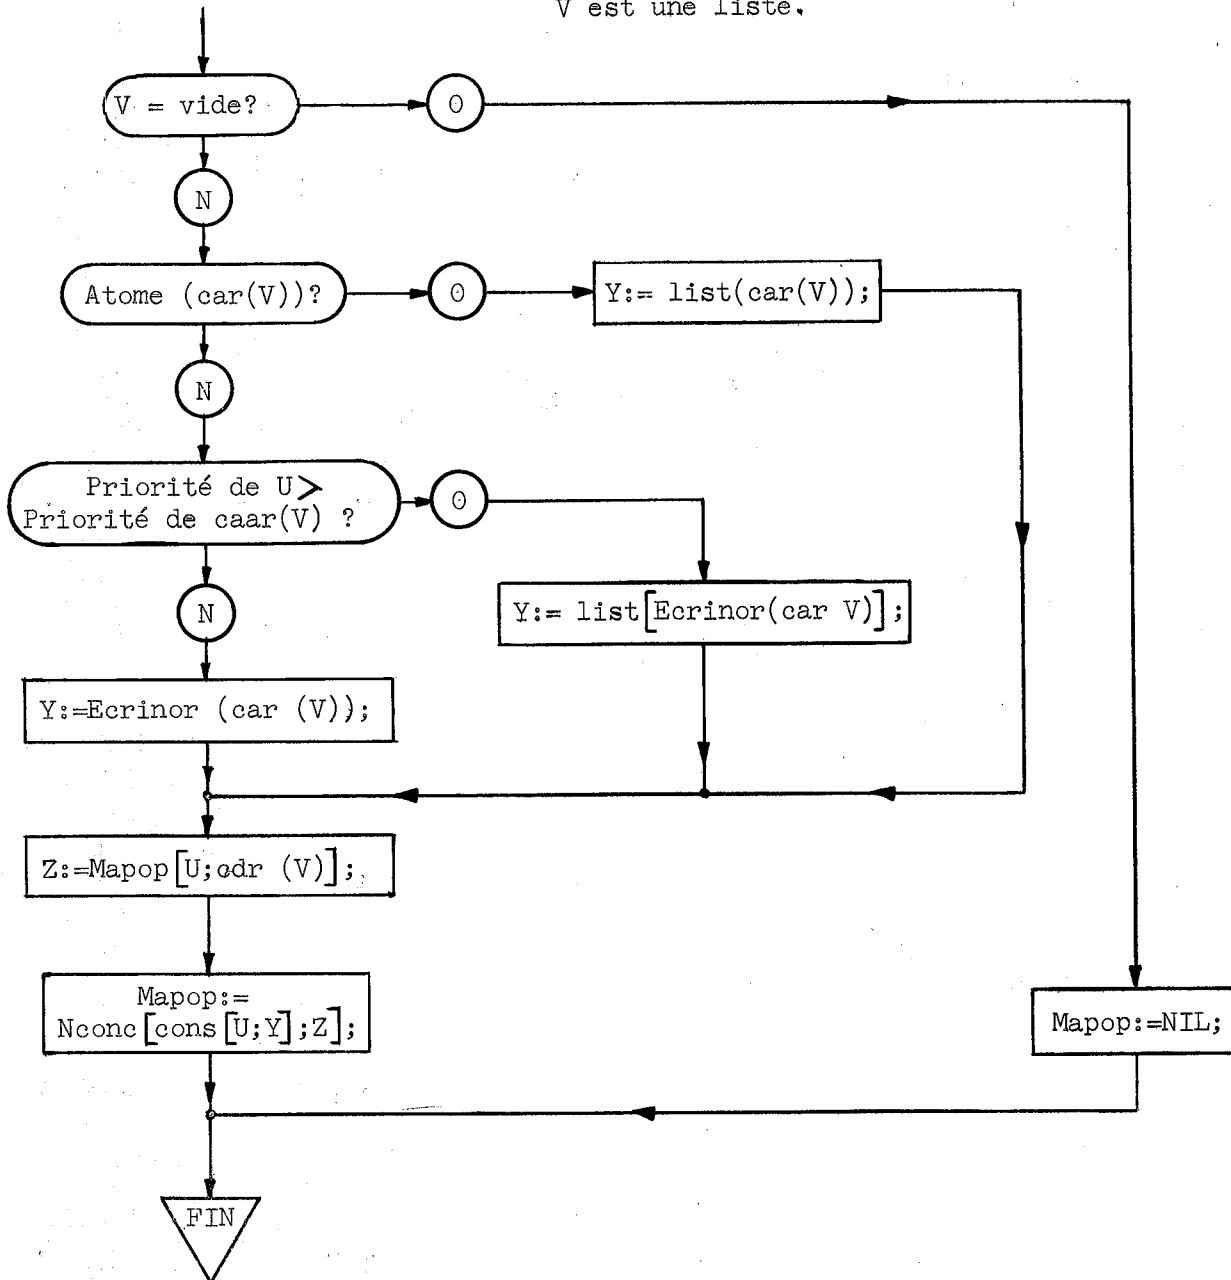 V est une liste.
V = vide?
O
N
Atome (car(V))?
O
Y:= list(car(V));
N
Priorité de U>
Priorité de caar(V) ?
O
N
Y:= list[Ecrinor(car V)];
Y:=Ecrinor (car (V));
Z:=Mapop[U;cdr (V)];
Mapop:=
Nconc[cons[U;Y];Z];
Mapop:=NIL;
FIN